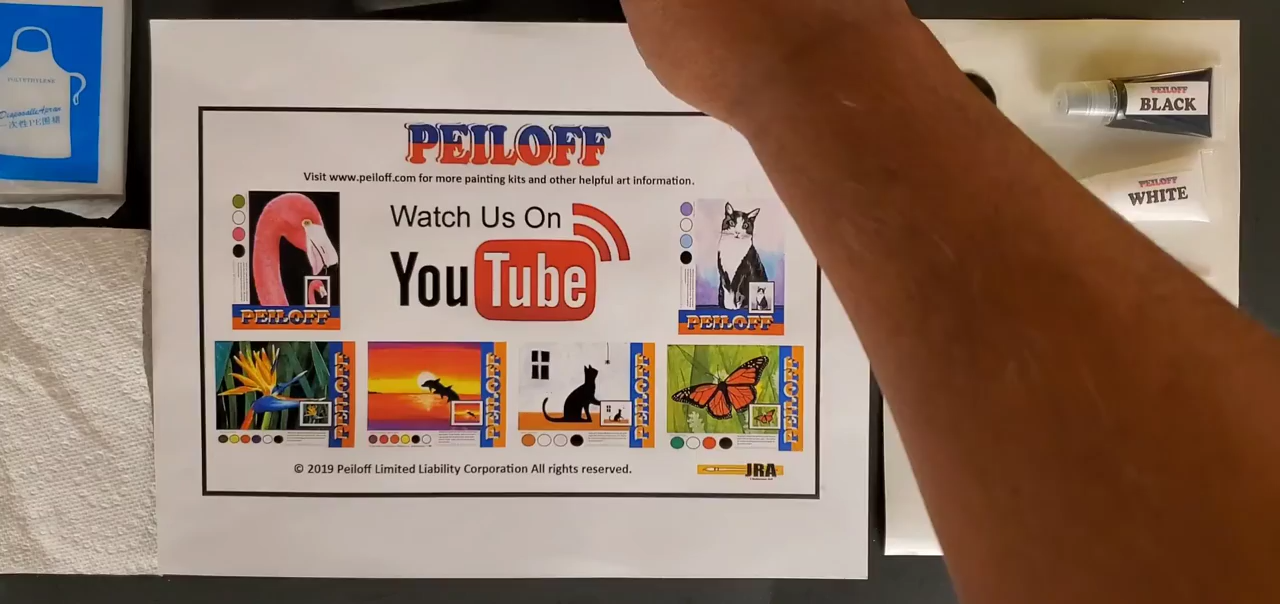 POLYETHYLENE
Disposable Apron
一次性PE围裙
PEILOFF
Visit www.peiloff.com for more painting kits and other helpful art information.
Watch Us On
YouTube
PEILOFF
PEILOFF
PEILOFF
PEILOFF
PEILOFF
PEILOFF
© 2019 Peiloff Limited Liability Corporation All rights reserved.
JRA
PEILOFF
BLACK
PEILOFF
WHITE